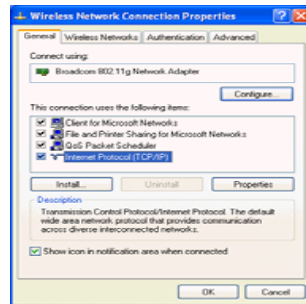 Wireless Network Connection Properties
General Wireless Networks Authentication Advanced
Connect using:
Broadcom 802.11g Network Adapter
Configure...
This connection uses the following items:
Client for Microsoft Networks
File and Printer Sharing for Microsoft Networks
QoS Packet Scheduler
Internet Protocol (TCP/IP)
Install... Uninstall Properties
Description
Transmission Control Protocol/Internet Protocol. The default
wide area network protocol that provides communication
across diverse interconnected networks.
Show icon in notification area when connected
OK Cancel